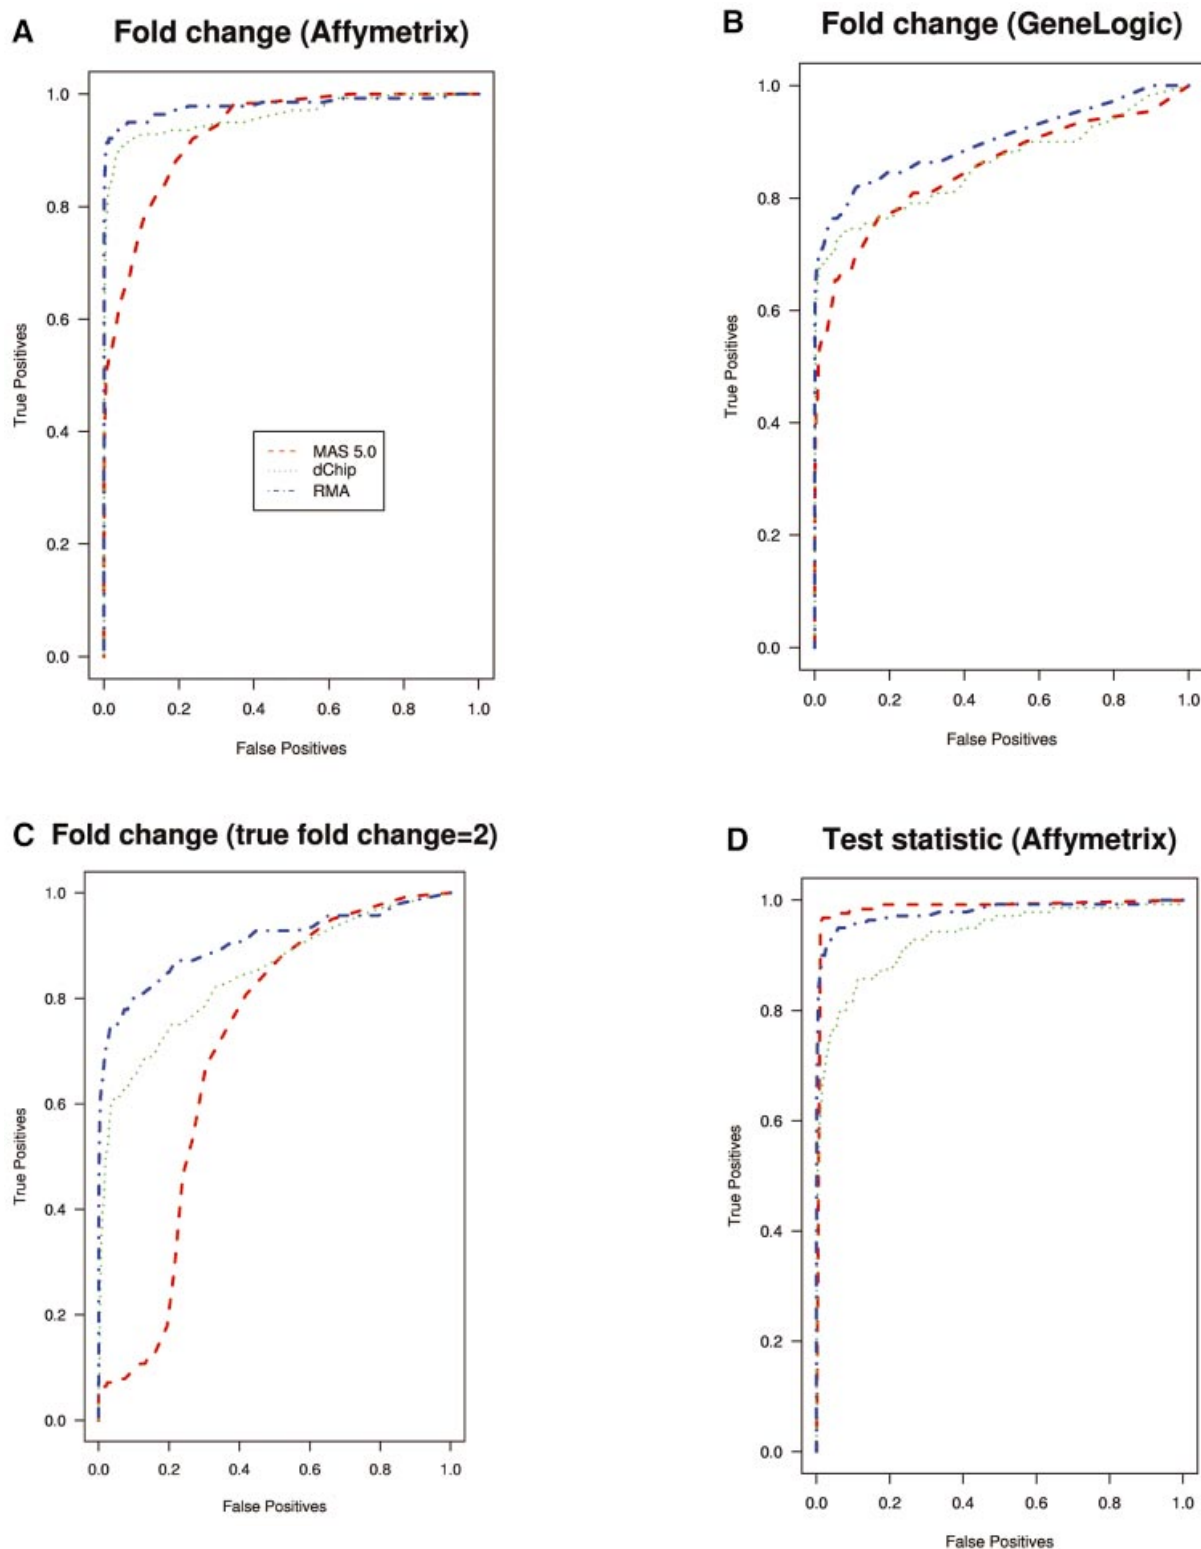 A Fold change (Affymetrix)
1.0
0.8
0.6
0.4
0.2
0.0
True Positives
MAS 5.0
dChip
RMA
0.0 0.2 0.4 0.6 0.8 1.0
False Positives
B Fold change (GeneLogic)
1.0
0.8
0.6
0.4
0.2
0.0
True Positives
0.0 0.2 0.4 0.6 0.8 1.0
False Positives
C Fold change (true fold change=2)
1.0
0.8
0.6
0.4
0.2
0.0
True Positives
0.0 0.2 0.4 0.6 0.8 1.0
False Positives
D Test statistic (Affymetrix)
1.0
0.8
0.6
0.4
0.2
0.0
True Positives
0.0 0.2 0.4 0.6 0.8 1.0
False Positives